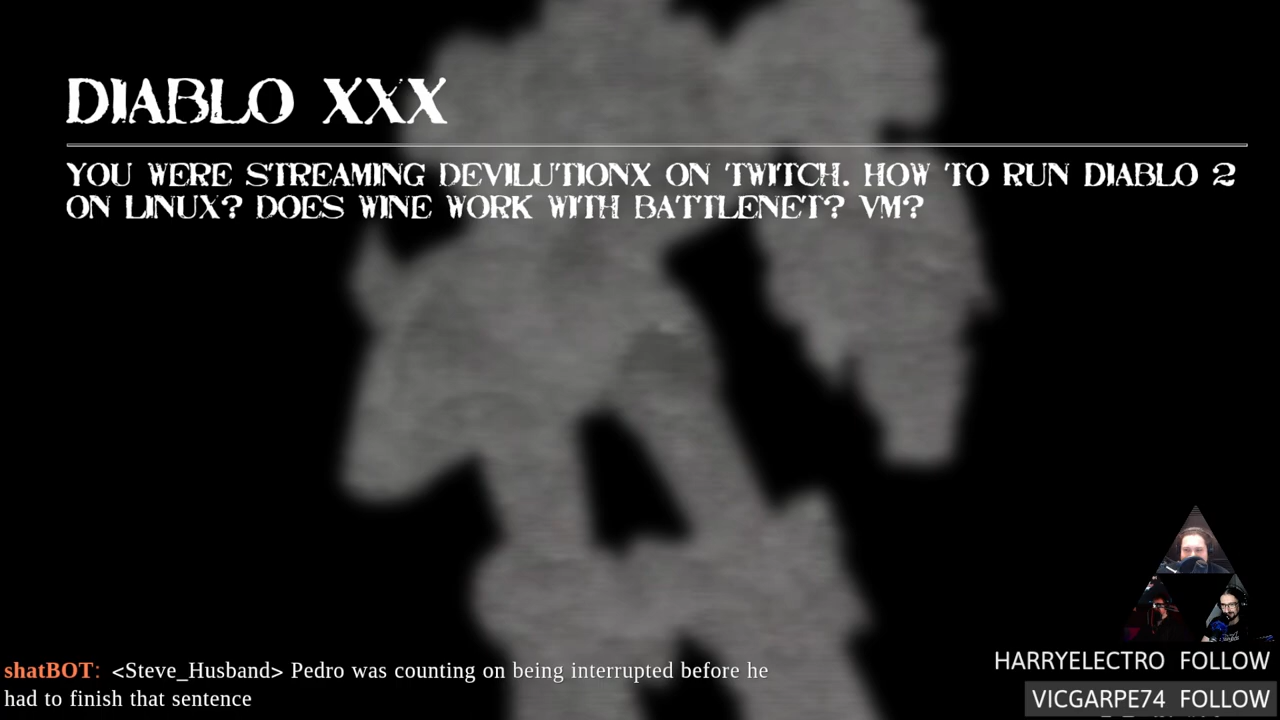 DIABLO XXX
YOU WERE STREAMING DEVILUTIONX ON TWITCH. HOW TO RUN DIABLO 2
ON LINUX? DOES WINE WORK WITH BATTLENET? VM?
shatBOT: <Steve_Husband> Pedro was counting on being interrupted before he
had to finish that sentence
HARRYELECTRO FOLLOW
VICGARPE74 FOLLOW